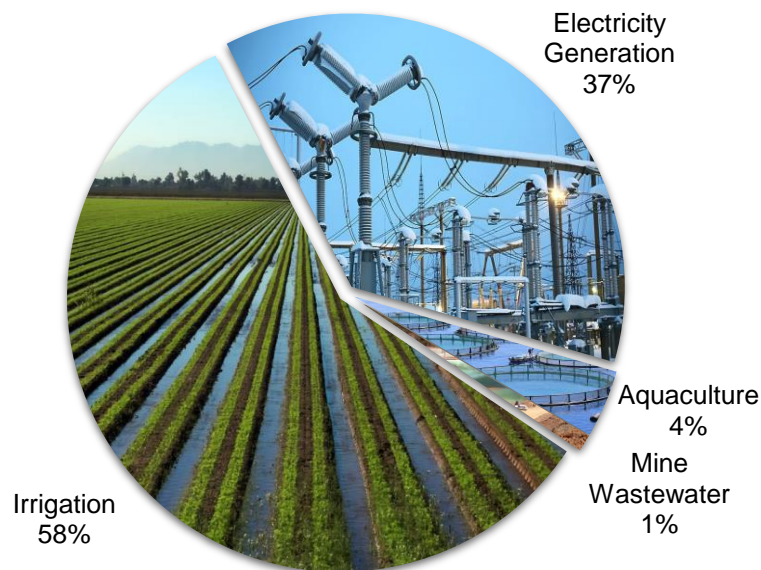 Electricity
Generation
37%
Aquaculture
4%
Mine
Wastewater
1%
Irrigation
58%